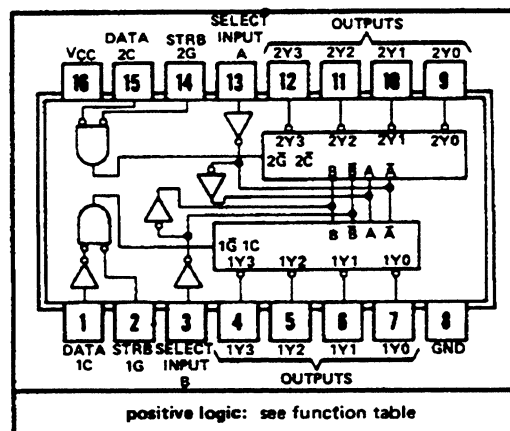 SELECT
INPUT
A
OUTPUTS
VCC
DATA
2C
STRB
2G
2Y3 2Y2 2Y1 2Y0
16 15 14 13 12 11 10 9
2Y3 2Y2 2Y1 2Y0
2G̅ 2C̅
B B̅ A A̅
B B̅ A A̅
1G̅ 1C
1Y3 1Y2 1Y1 1Y0
1 2 3 4 5 6 7 8
DATA
1C
STRB
1G
SELECT
INPUT
B
1Y3 1Y2 1Y1 1Y0
GND
OUTPUTS
positive logic: see function table